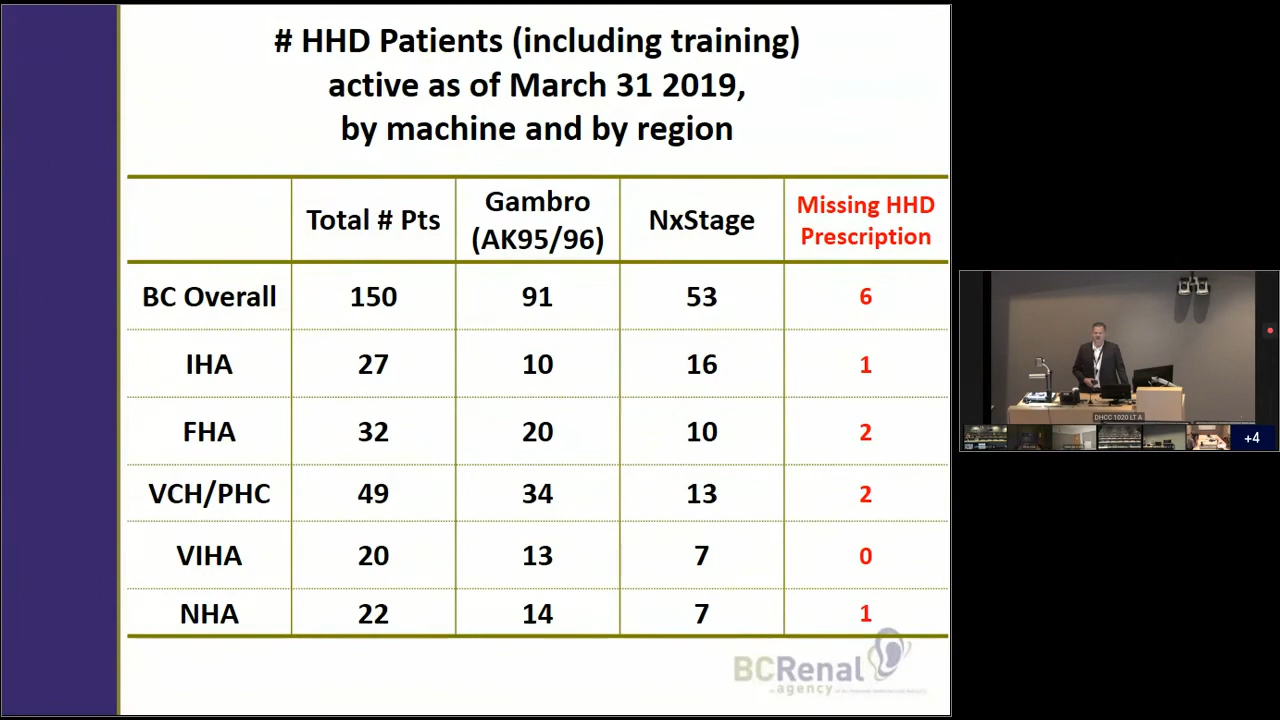 # HHD Patients (including training)
active as of March 31 2019,
by machine and by region
Total # Pts
Gambro
(AK95/96)
NxStage
Missing HHD
Prescription
BC Overall 150 91 53 6
IHA 27 10 16 1
FHA 32 20 10 2
VCH/PHC 49 34 13 2
VIHA 20 13 7 0
NHA 22 14 7 1
BCRenal
agency
DHCC 1020 LT A
+4